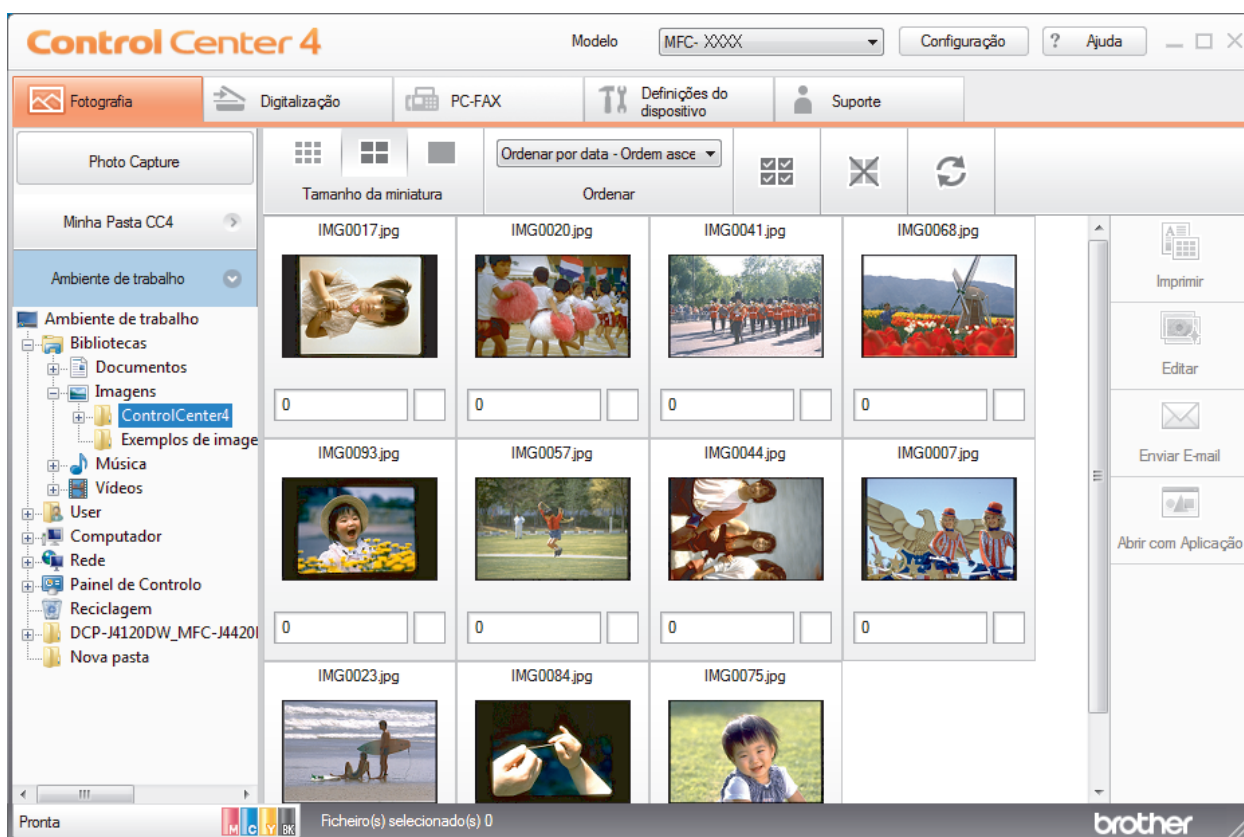 Control Center 4
Modelo
MFC- XXXX
Configuração
? Ajuda
Fotografia
Digitalização
PC-FAX
Definições do
dispositivo
Suporte
Photo Capture
Minha Pasta CC4
Ambiente de trabalho
Ambiente de trabalho
Bibliotecas
Documentos
Imagens
ControlCenter4
Exemplos de image
Música
Vídeos
User
Computador
Rede
Painel de Controlo
Reciclagem
DCP-J4120DW_MFC-J4420
Nova pasta
Tamanho da miniatura
Ordenar por data - Ordem asce
Ordenar
IMG0017.jpg
IMG0020.jpg
IMG0041.jpg
IMG0068.jpg
0
0
0
0
IMG0093.jpg
IMG0057.jpg
IMG0044.jpg
IMG0007.jpg
0
0
0
0
IMG0023.jpg
IMG0084.jpg
IMG0075.jpg
Imprimir
Editar
Enviar E-mail
Abrir com Aplicação
Pronta
M C Y BK
Ficheiro(s) selecionado(s) 0
brother